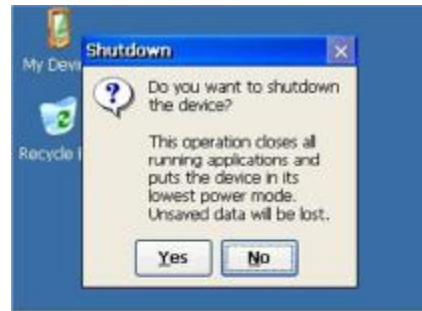 Shutdown
My Devi
Do you want to shutdown
the device?
Recycle
This operation closes all
running applications and
puts the device in its
lowest power mode.
Unsaved data will be lost.
Yes
No